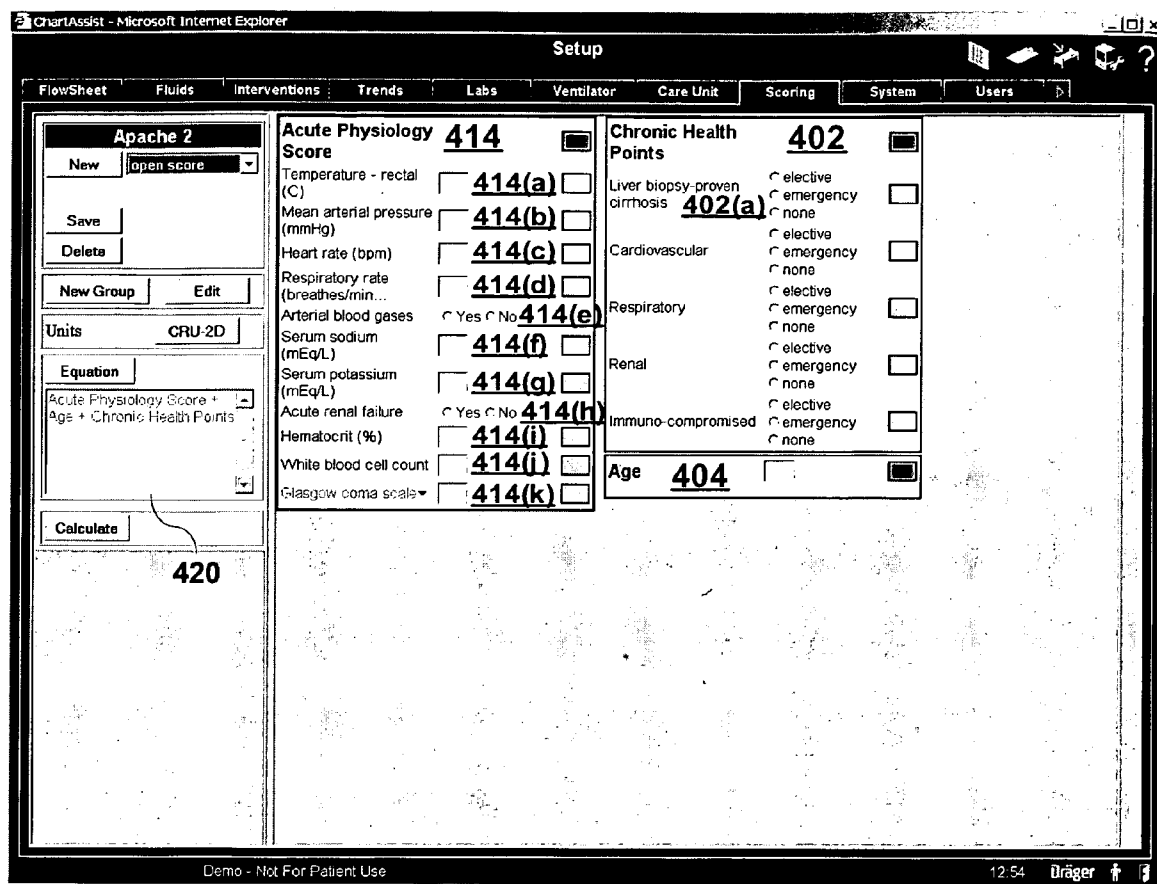 ChartAssist - Microsoft Internet Explorer
Setup
?
FlowSheet Fluids Interventions Trends Labs Ventilator Care Unit Scoring System Users
Apache 2
New open score
Save
Delete
New Group Edit
Units CRU-2D
Equation
Acute Physiology Score +
Age + Chronic Health Points
Calculate
420
Acute Physiology
Score
414
Temperature - rectal
(C)
414(a)
Mean arterial pressure
(mmHg)
414(b)
Heart rate (bpm) 414(c)
Respiratory rate
(breathes/min...
414(d)
Arterial blood gases Yes No 414(e)
Serum sodium
(mEq/L)
414(f)
Serum potassium
(mEq/L)
414(g)
Acute renal failure Yes No 414(h)
Hematocrit (%) 414(i)
White blood cell count 414(j)
Glasgow coma scale 414(k)
Chronic Health
Points
402
Liver biopsy-proven
cirrhosis
402(a)
elective
emergency
none
Cardiovascular
elective
emergency
none
Respiratory
elective
emergency
none
Renal
elective
emergency
none
Immuno-compromised
elective
emergency
none
Age 404
Demo - Not For Patient Use
12:54 Dräger